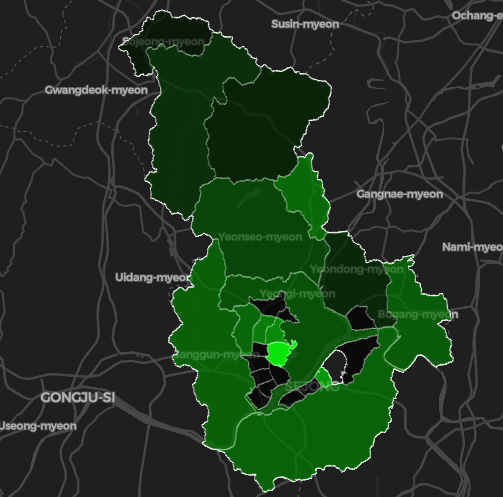 Susin-myeon
Ochang-e
Sojeong-myeon
Gwangdeok-myeon
Gangnae-myeon
Yeonseo-myeon
Nami-myeo
Uidang-myeon
Yeondong-myeon
Yeongi-myeon
Bugang-myeon
Janggun-myeon
SEJONG
GONGJU-SI
Useong-myeon